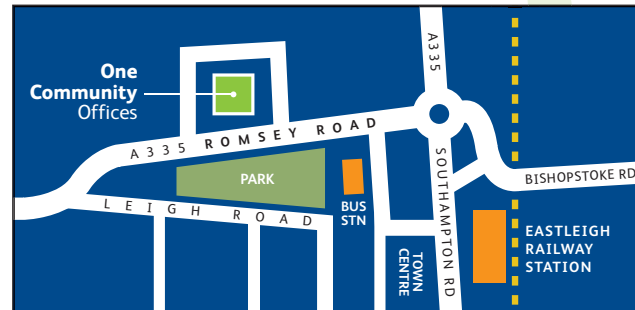 One
Community
Offices
A335 ROMSEY ROAD
A335
PARK
BUS
STN
LEIGH ROAD
TOWN
CENTRE
SOUTHAMPTON RD
BISHOPSTOKE RD
EASTLEIGH
RAILWAY
STATION